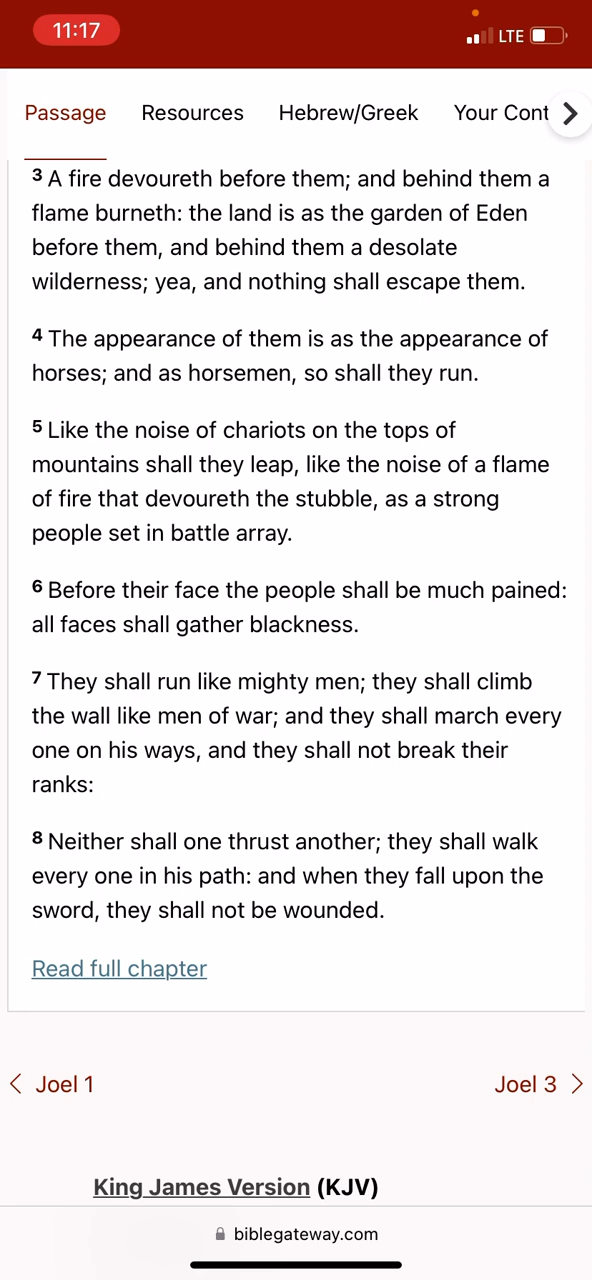 11:17
LTE
Passage Resources Hebrew/Greek Your Cont
3 A fire devoureth before them; and behind them a
flame burneth: the land is as the garden of Eden
before them, and behind them a desolate
wilderness; yea, and nothing shall escape them.
4 The appearance of them is as the appearance of
horses; and as horsemen, so shall they run.
5 Like the noise of chariots on the tops of
mountains shall they leap, like the noise of a flame
of fire that devoureth the stubble, as a strong
people set in battle array.
6 Before their face the people shall be much pained:
all faces shall gather blackness.
7 They shall run like mighty men; they shall climb
the wall like men of war; and they shall march every
one on his ways, and they shall not break their
ranks:
8 Neither shall one thrust another; they shall walk
every one in his path: and when they fall upon the
sword, they shall not be wounded.
Read full chapter
Joel 1 Joel 3
King James Version (KJV)
biblegateway.com